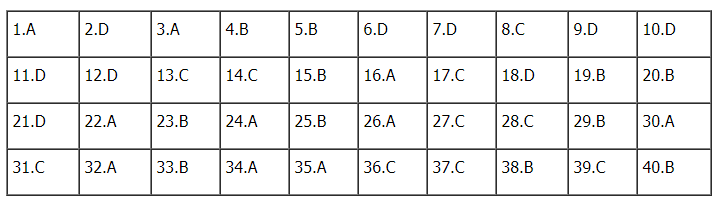 1.A 2.D 3.A 4.B 5.B 6.D 7.D 8.C 9.D 10.D
11.D 12.D 13.C 14.C 15.B 16.A 17.C 18.D 19.B 20.B
21.D 22.A 23.B 24.A 25.B 26.A 27.C 28.C 29.B 30.A
31.C 32.A 33.B 34.A 35.A 36.C 37.C 38.B 39.C 40.B